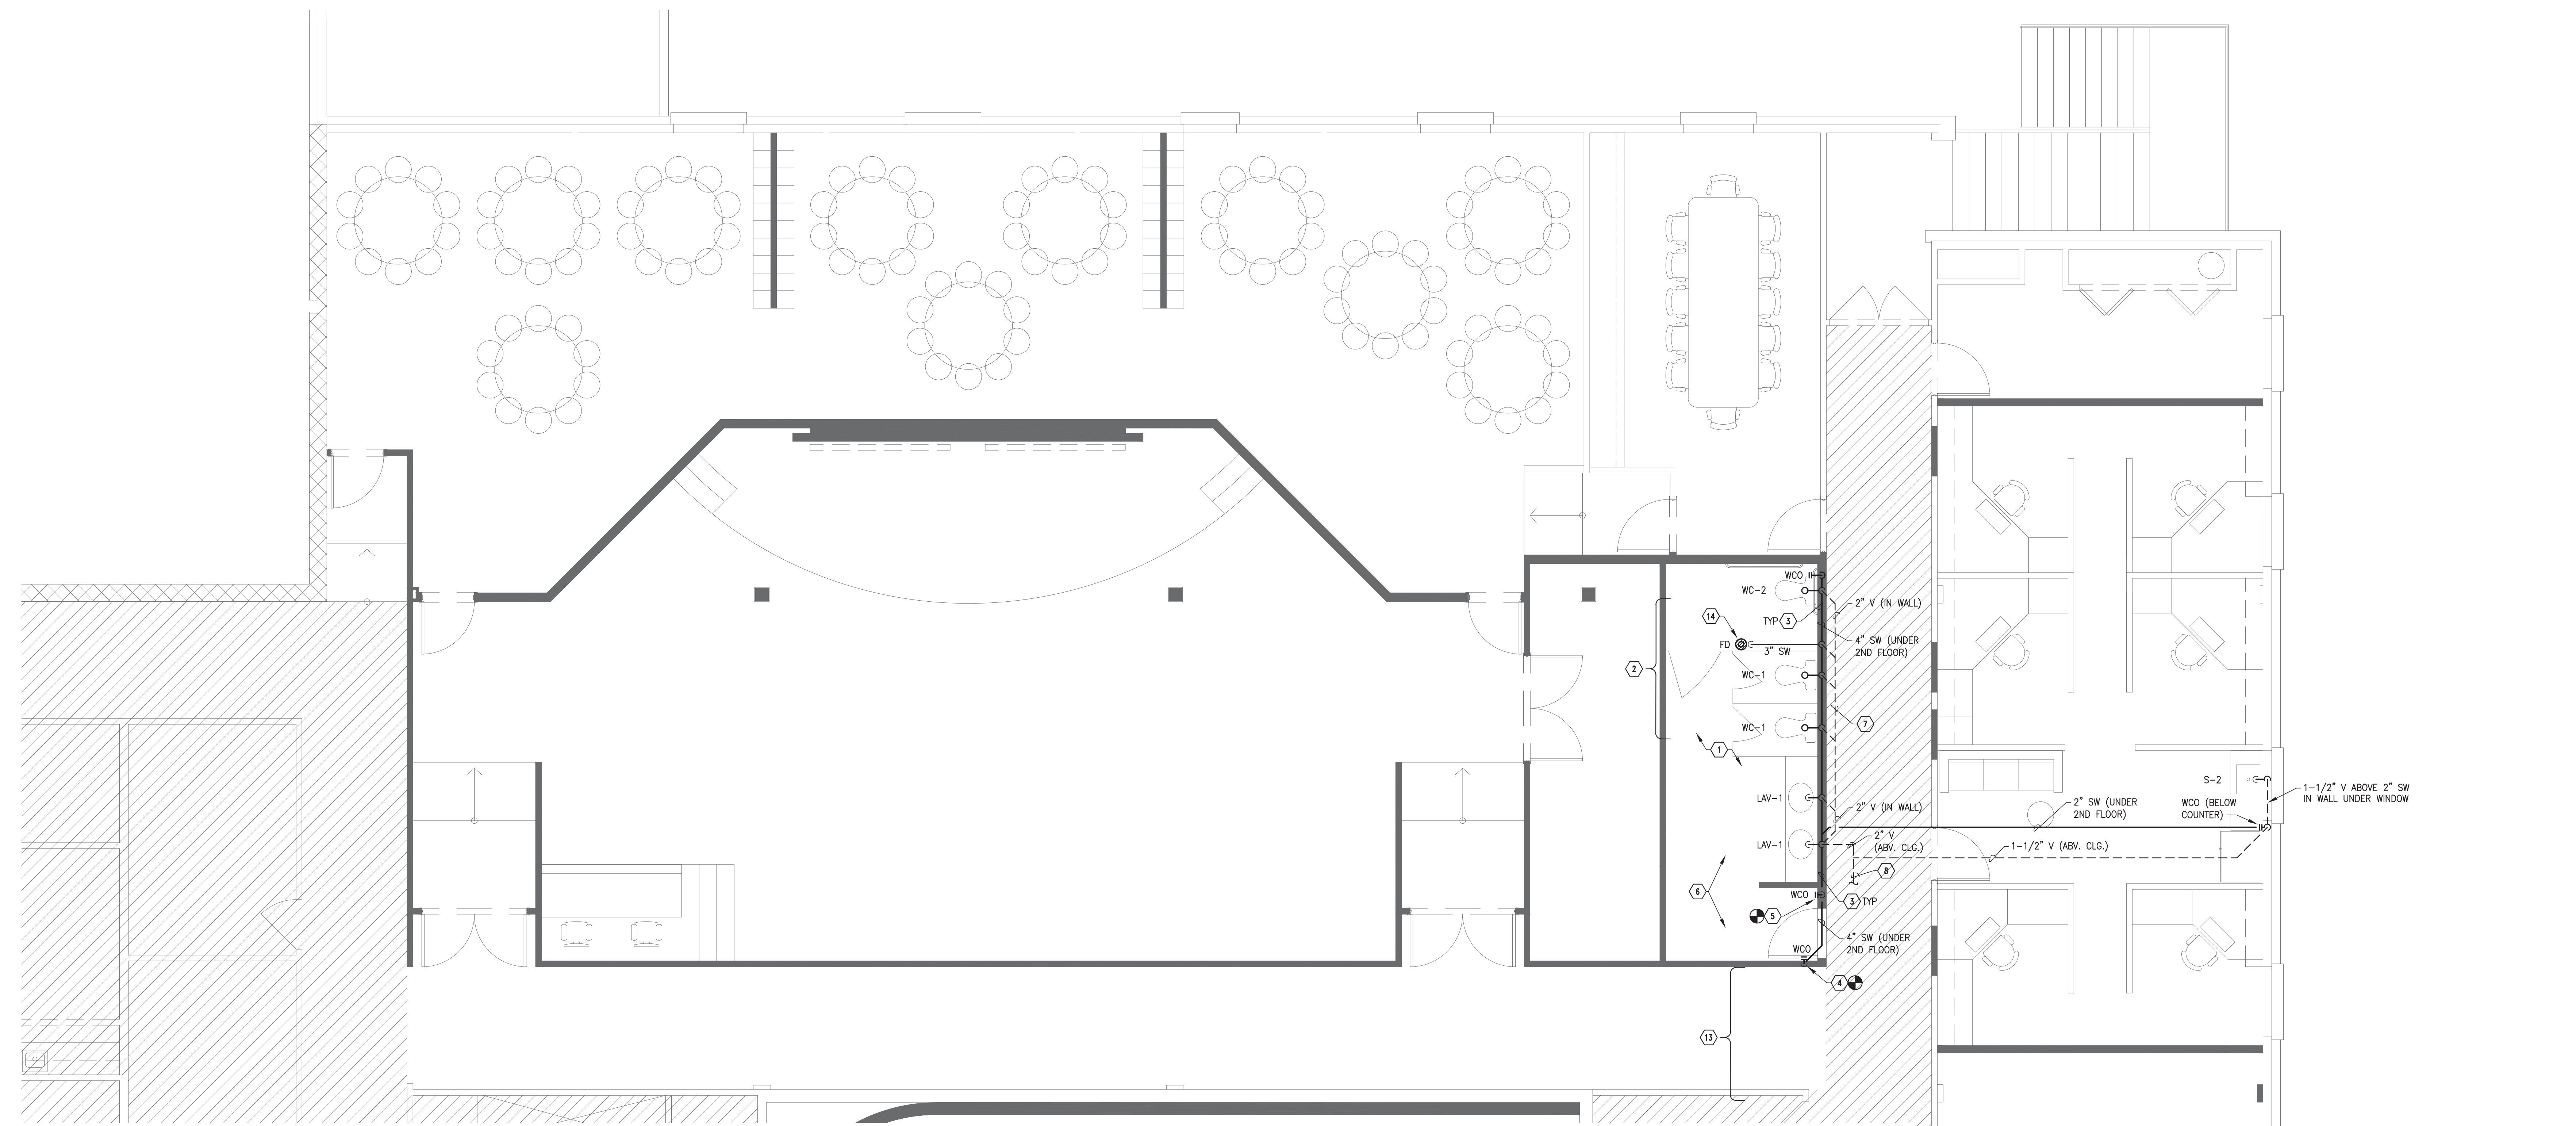 WCO
WC-2
2" V (IN WALL)
14
TYP 3
4" SW (UNDER
2ND FLOOR)
FD
3" SW
2
WC-1
7
WC-1
1
S-2
1-1/2" V ABOVE 2" SW
IN WALL UNDER WINDOW
LAV-1
2" V (IN WALL)
2" SW (UNDER
2ND FLOOR)
WCO (BELOW
COUNTER)
LAV-1
2" V
(ABV. CLG.)
1-1/2" V (ABV. CLG.)
8
6
WCO
3 TYP
5
4" SW (UNDER
2ND FLOOR)
WCO
4
13